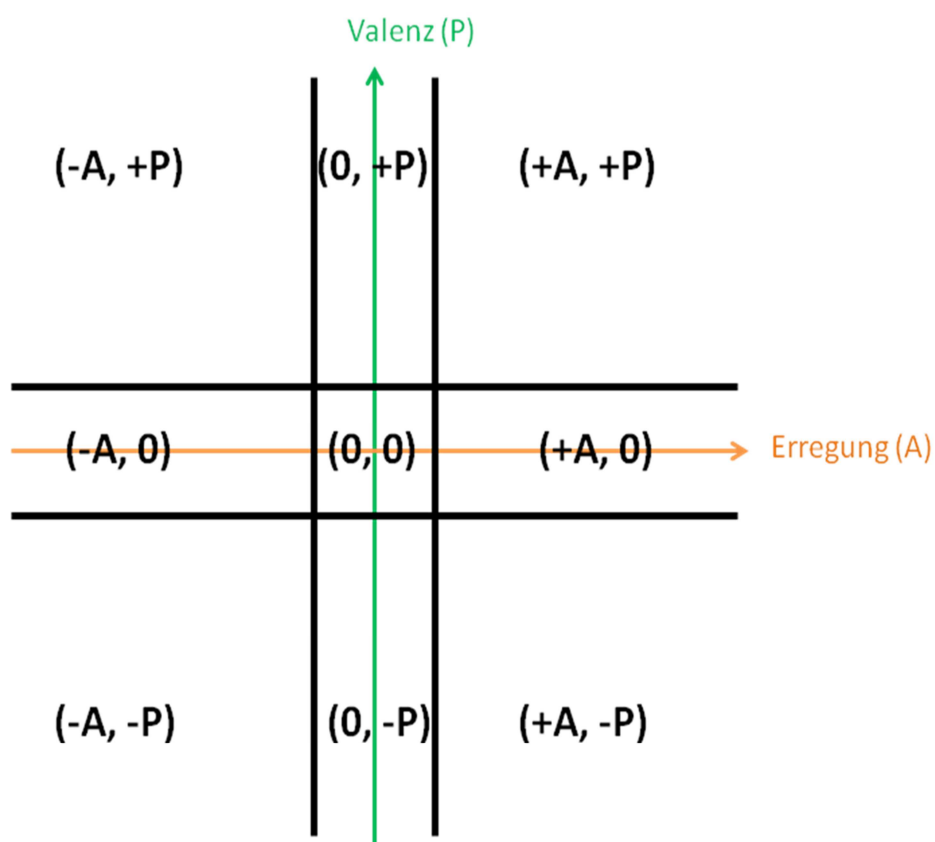 Valenz (P)
(-A, +P) (0, +P) (+A, +P)
(-A, 0) (0, 0) (+A, 0) Erregung (A)
(-A, -P) (0, -P) (+A, -P)